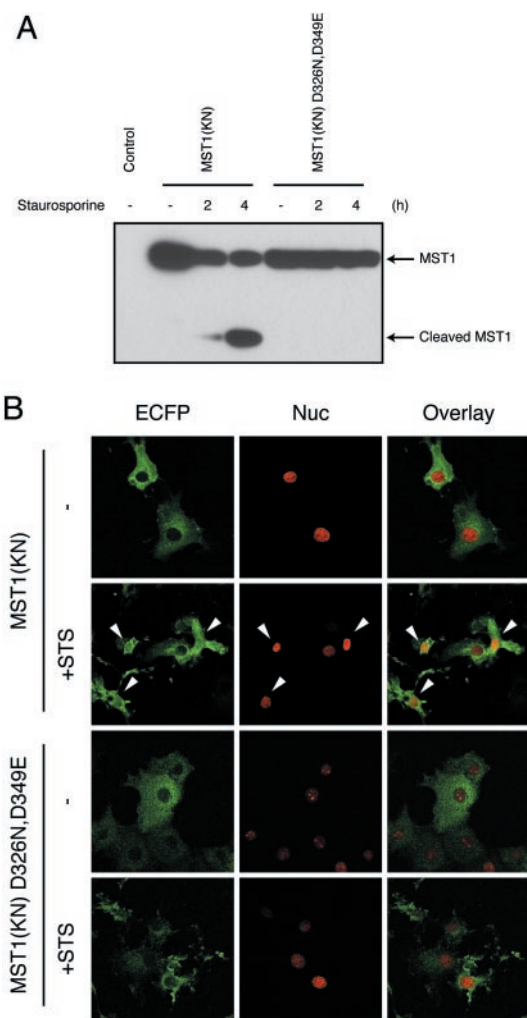 A
Control
MST1(KN)
MST1(KN) D326N,D349E
Staurosporine - - 2 4 - 2 4 (h)
MST1
Cleaved MST1
B
ECFP Nuc Overlay
MST1(KN)
-
+STS
MST1(KN) D326N,D349E
-
+STS